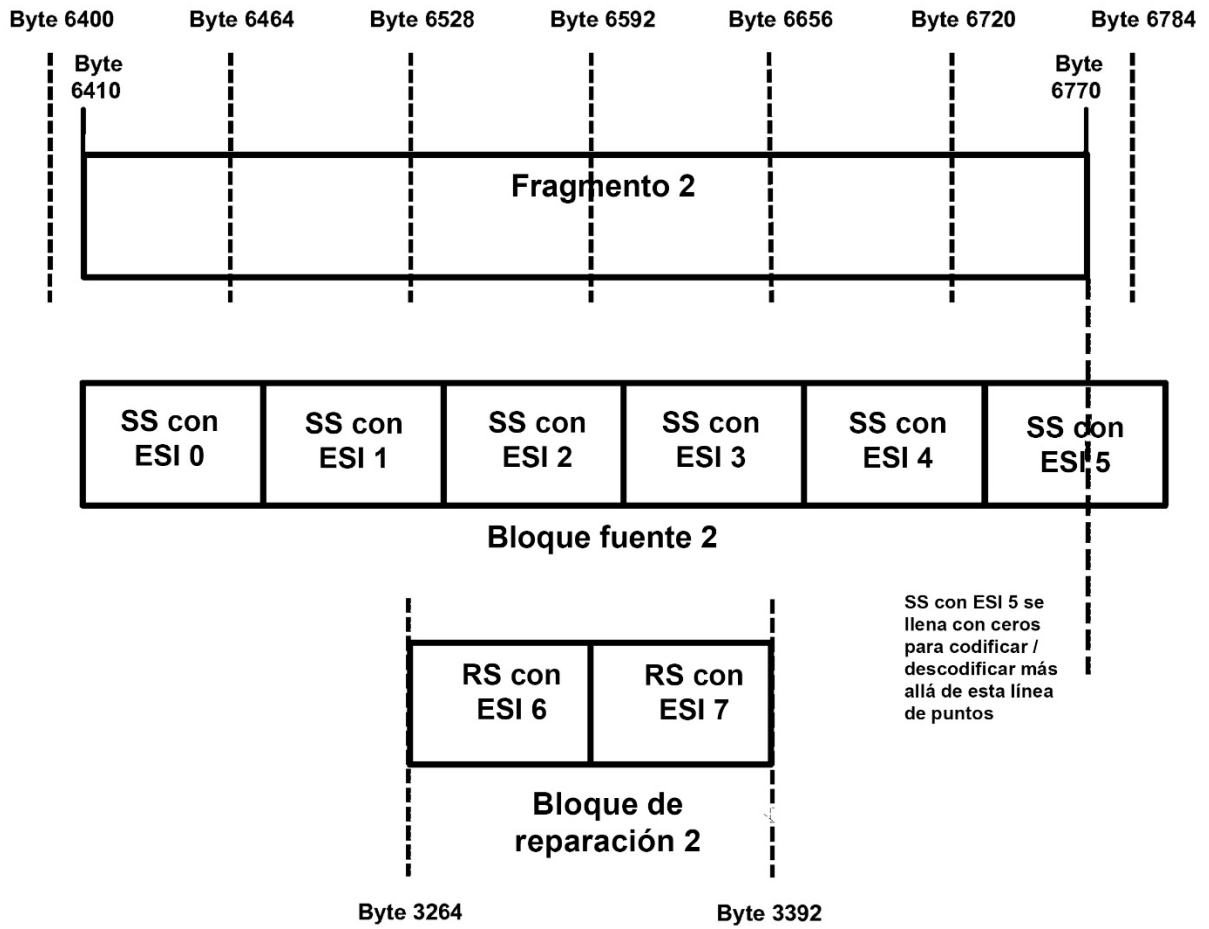 Byte 6400 Byte 6464 Byte 6528 Byte 6592 Byte 6656 Byte 6720 Byte 6784
Byte
6410
Byte
6770
Fragmento 2
SS con
ESI 0
SS con
ESI 1
SS con
ESI 2
SS con
ESI 3
SS con
ESI 4
SS con
ESI 5
Bloque fuente 2
SS con ESI 5 se
llena con ceros
para codificar /
descodificar más
allá de esta línea
de puntos
RS con
ESI 6
RS con
ESI 7
Bloque de
reparación 2
Byte 3264 Byte 3392